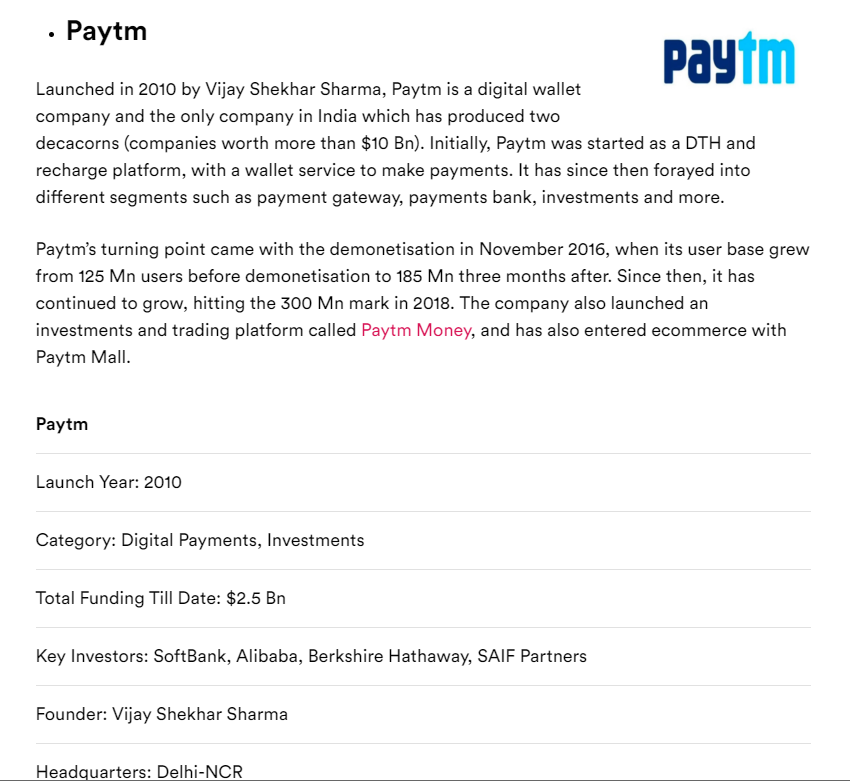 • Paytm
paytm
Launched in 2010 by Vijay Shekhar Sharma, Paytm is a digital wallet
company and the only company in India which has produced two
decacorns (companies worth more than $10 Bn). Initially, Paytm was started as a DTH and
recharge platform, with a wallet service to make payments. It has since then forayed into
different segments such as payment gateway, payments bank, investments and more.
Paytm’s turning point came with the demonetisation in November 2016, when its user base grew
from 125 Mn users before demonetisation to 185 Mn three months after. Since then, it has
continued to grow, hitting the 300 Mn mark in 2018. The company also launched an
investments and trading platform called Paytm Money, and has also entered ecommerce with
Paytm Mall.
Paytm
Launch Year: 2010
Category: Digital Payments, Investments
Total Funding Till Date: $2.5 Bn
Key Investors: SoftBank, Alibaba, Berkshire Hathaway, SAIF Partners
Founder: Vijay Shekhar Sharma
Headquarters: Delhi-NCR